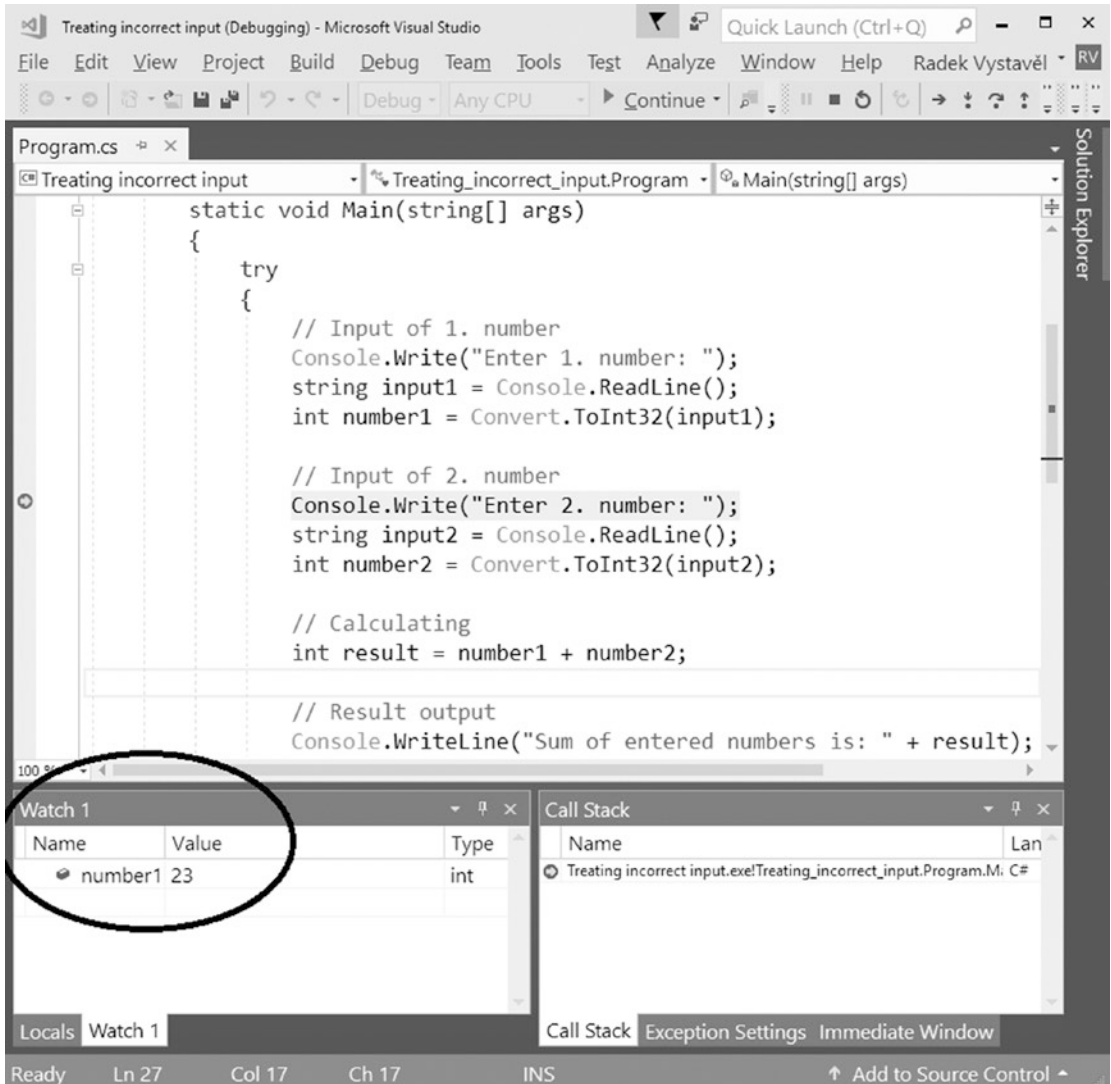 Treating incorrect input (Debugging) - Microsoft Visual Studio
Quick Launch (Ctrl+Q)
File Edit View Project Build Debug Team Tools Test Analyze Window Help Radek Vystavěl RV
Debug Any CPU Continue
Program.cs
Solution Explorer
C# Treating incorrect input Treating_incorrect_input.Program Main(string[] args)
static void Main(string[] args)
{
try
{
// Input of 1. number
Console.Write("Enter 1. number: ");
string input1 = Console.ReadLine();
int number1 = Convert.ToInt32(input1);
// Input of 2. number
Console.Write("Enter 2. number: ");
string input2 = Console.ReadLine();
int number2 = Convert.ToInt32(input2);
// Calculating
int result = number1 + number2;
// Result output
Console.WriteLine("Sum of entered numbers is: " + result);
100 %
Watch 1
Name Value Type
number1 23 int
Locals Watch 1
Call Stack
Name Lan
Treating incorrect input.exe!Treating_incorrect_input.Program.M C#
Call Stack Exception Settings Immediate Window
Ready Ln 27 Col 17 Ch 17 INS Add to Source Control